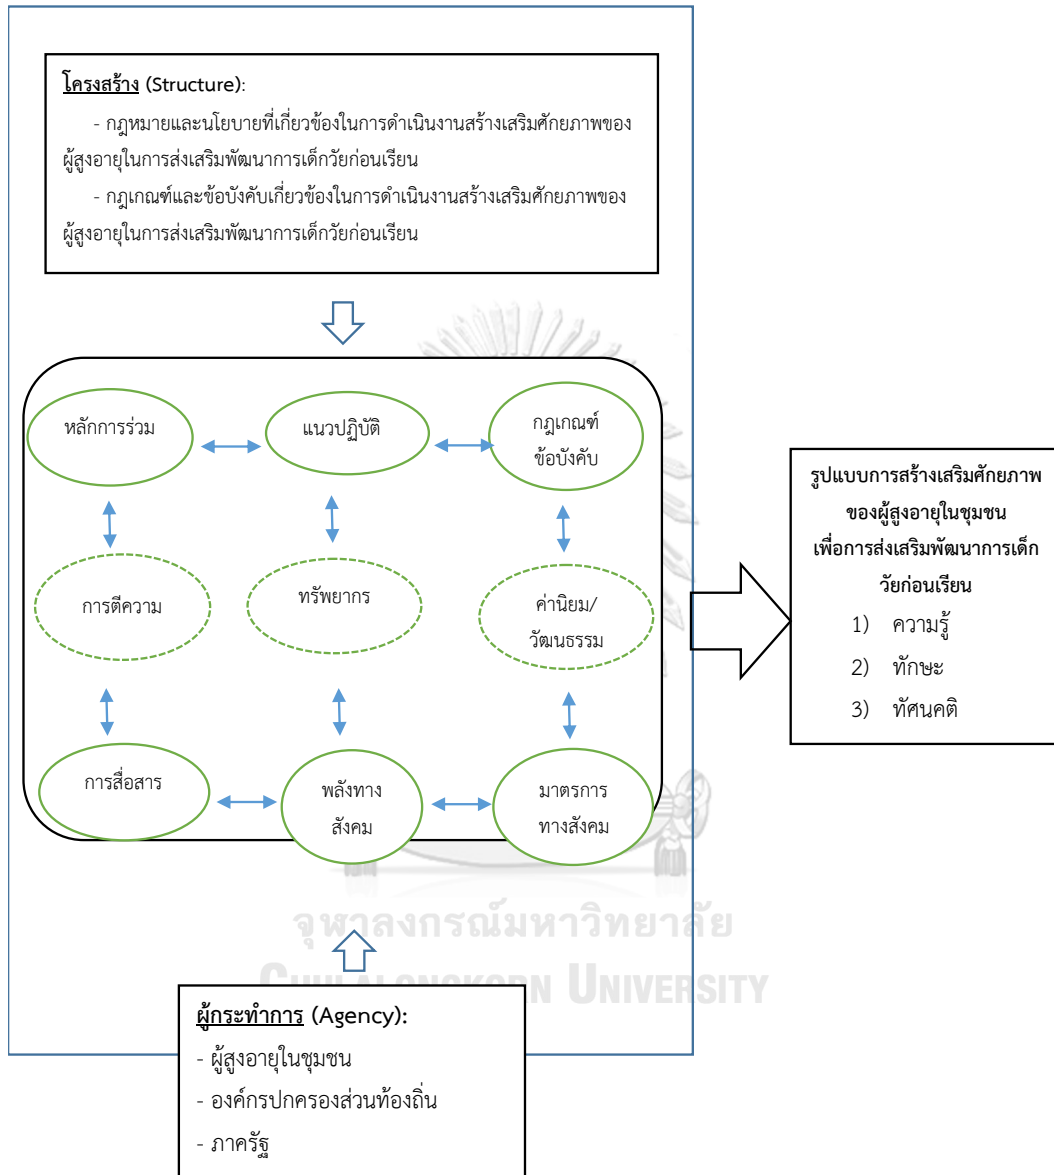 โครงสร้าง (Structure):
- กฎหมายและนโยบายที่เกี่ยวข้องในการดำเนินงานสร้างเสริมศักยภาพของ
ผู้สูงอายุในการส่งเสริมพัฒนาการเด็กวัยก่อนเรียน
- กฎเกณฑ์และข้อบังคับเกี่ยวข้องในการดำเนินงานสร้างเสริมศักยภาพของ
ผู้สูงอายุในการส่งเสริมพัฒนาการเด็กวัยก่อนเรียน
หลักการร่วม
แนวปฏิบัติ
กฎเกณฑ์
ข้อบังคับ
การตีความ
ทรัพยากร
ค่านิยม/
วัฒนธรรม
การสื่อสาร
พลังทาง
สังคม
มาตรการ
ทางสังคม
รูปแบบการสร้างเสริมศักยภาพ
ของผู้สูงอายุในชุมชน
เพื่อการส่งเสริมพัฒนาการเด็ก
วัยก่อนเรียน
1) ความรู้
2) ทักษะ
3) ทัศนคติ
จุฬาลงกรณ์มหาวิทยาลัย
CHULALONGKORN UNIVERSITY
ผู้กระทำการ (Agency):
- ผู้สูงอายุในชุมชน
- องค์กรปกครองส่วนท้องถิ่น
- ภาครัฐ